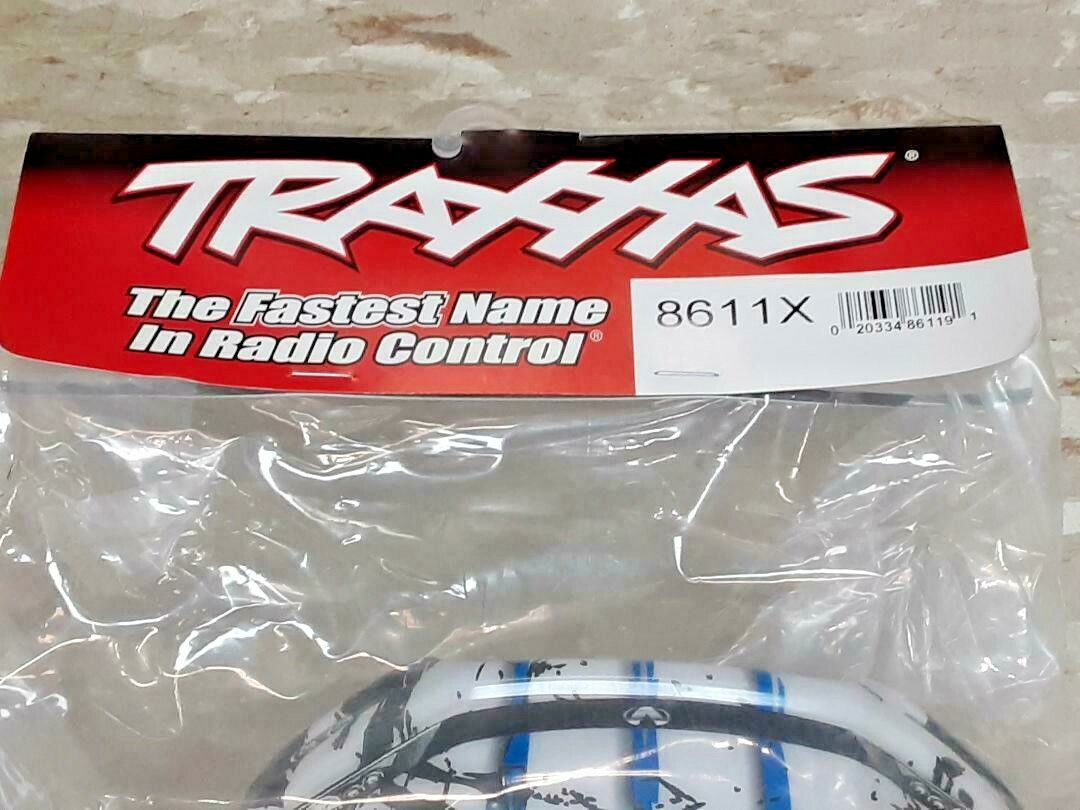 TRAXXAS®
The Fastest Name
In Radio Control®
8611X
0 20334 86119 1